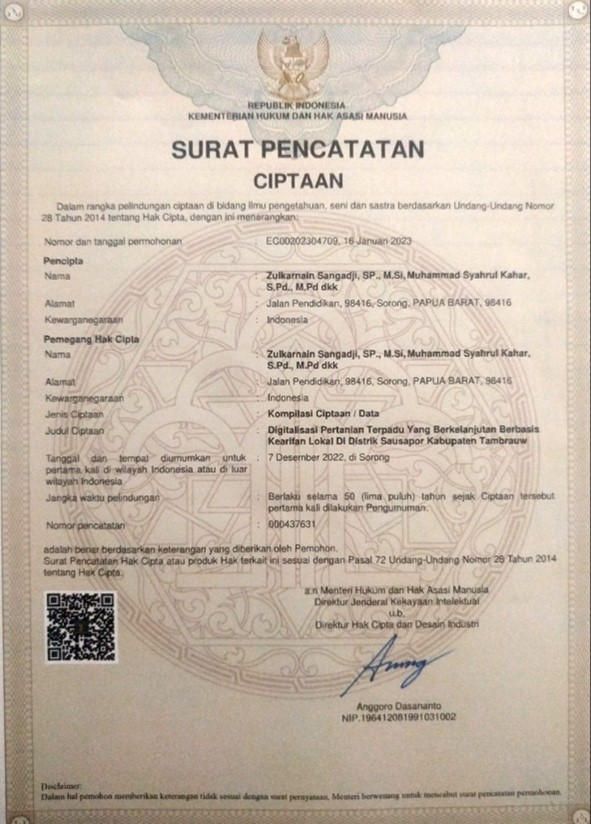 REPUBLIK INDONESIA
KEMENTERIAN HUKUM DAN HAK ASASI MANUSIA
SURAT PENCATATAN
CIPTAAN
Dalam rangka pelindungan ciptaan di bidang ilmu pengetahuan, seni dan sastra berdasarkan Undang-Undang Nomor
28 Tahun 2014 tentang Hak Cipta, dengan ini menerangkan:
Nomor dan tanggal permohonan : EC00202304709, 16 Januari 2023
Pencipta
Nama : Zulkarnain Sangadji, SP., M.Si, Muhammad Syahrul Kahar,
S.Pd., M.Pd dkk
Alamat : Jalan Pendidikan, 98416, Sorong, PAPUA BARAT, 98416
Kewarganegaraan : Indonesia
Pemegang Hak Cipta
Nama : Zulkarnain Sangadji, SP., M.Si, Muhammad Syahrul Kahar,
S.Pd., M.Pd dkk
Alamat : Jalan Pendidikan, 98416, Sorong, PAPUA BARAT, 98416
Kewarganegaraan : Indonesia
Jenis Ciptaan : Kompilasi Ciptaan / Data
Judul Ciptaan : Digitalisasi Pertanian Terpadu Yang Berkelanjutan Berbasis
Kearifan Lokal Di Distrik Sausapor Kabupaten Tambrauw
Tanggal dan tempat diumumkan untuk : 7 Desember 2022, di Sorong
pertama kali di wilayah Indonesia atau di luar
wilayah Indonesia
Jangka waktu pelindungan : Berlaku selama 50 (lima puluh) tahun sejak Ciptaan tersebut
pertama kali dilakukan Pengumuman.
Nomor pencatatan : 000437631
adalah benar berdasarkan keterangan yang diberikan oleh Pemohon.
Surat Pencatatan Hak Cipta atau produk Hak terkait ini sesuai dengan Pasal 72 Undang-Undang Nomor 28 Tahun 2014
tentang Hak Cipta.
a.n Menteri Hukum dan Hak Asasi Manusia
Direktur Jenderal Kekayaan Intelektual
u.b.
Direktur Hak Cipta dan Desain Industri
Anggoro Dasananto
NIP.196412081991031002
Disclaimer:
Dalam hal pemohon memberikan keterangan tidak sesuai dengan surat pernyataan, Menteri berwenang untuk mencabut surat pencatatan permohonan.